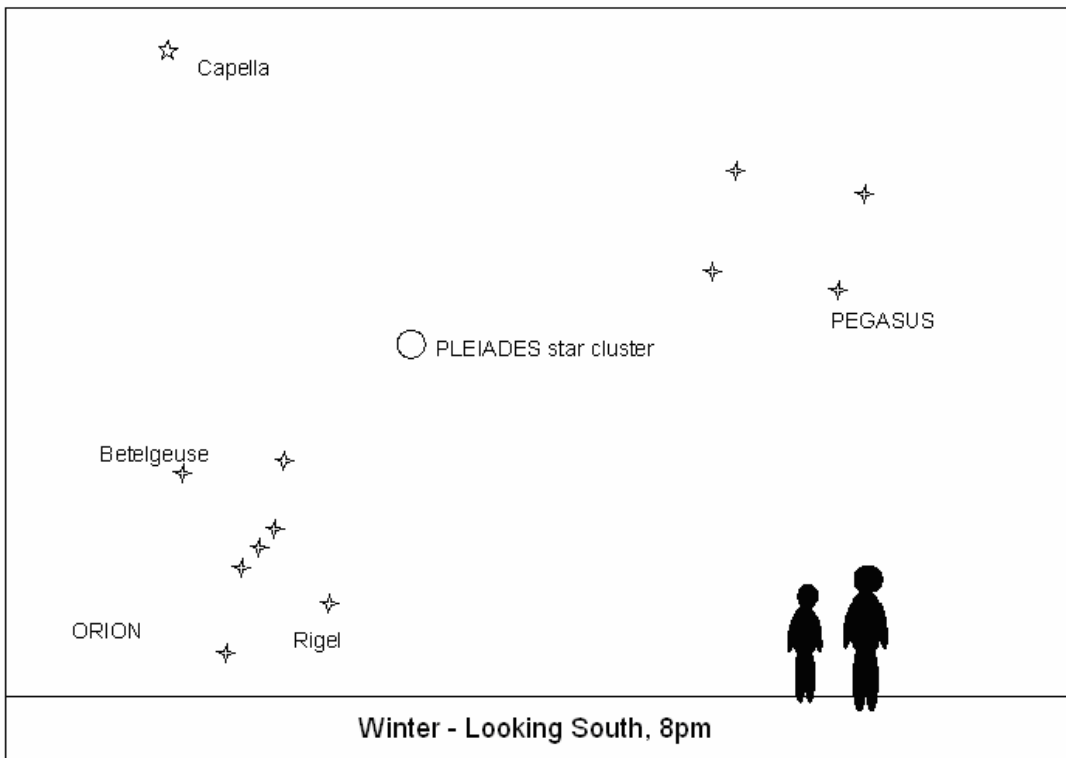 Capella
PEGASUS
PLEIADES star cluster
Betelgeuse
ORION
Rigel
Winter - Looking South, 8pm